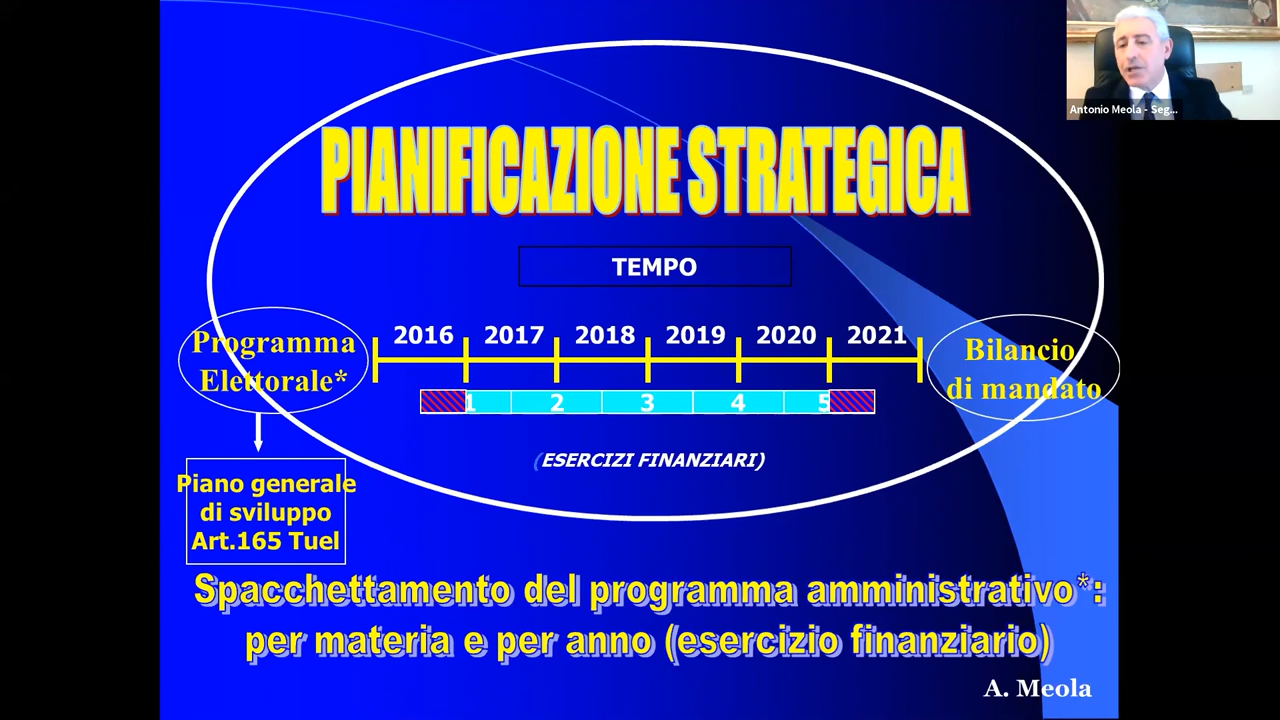 Antonio Meola - Seg...
PIANIFICAZIONE STRATEGICA
TEMPO
2016 2017 2018 2019 2020 2021
Programma
Elettorale*
Bilancio
di mandato
1 2 3 4 5
(ESERCIZI FINANZIARI)
Piano generale
di sviluppo
Art.165 Tuel
Spacchettamento del programma amministrativo*:
per materia e per anno (esercizio finanziario)
A. Meola